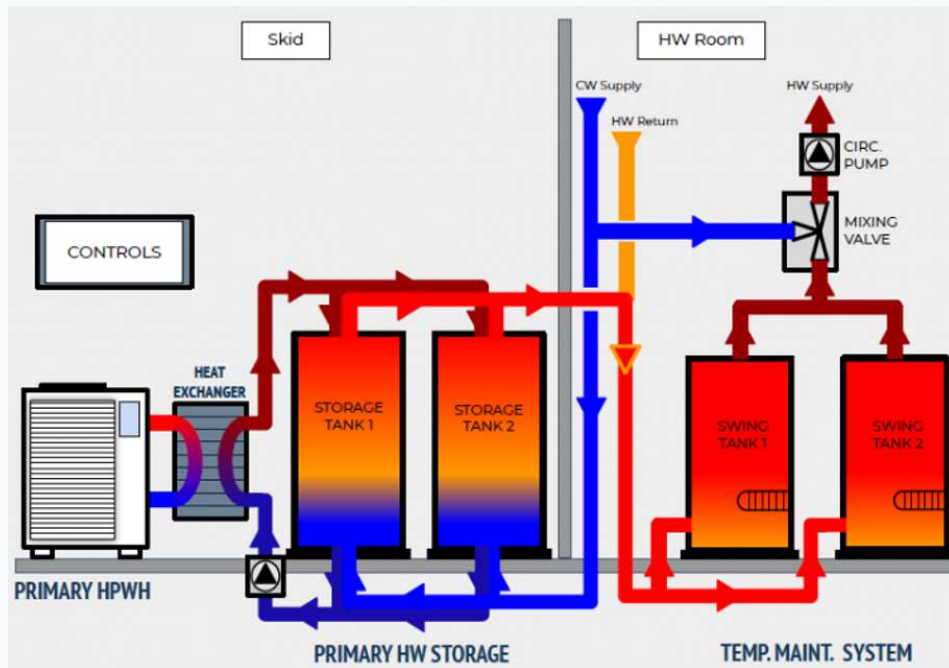 Skid
HW Room
CW Supply
HW Supply
HW Return
CIRC.
PUMP
MIXING
VALVE
CONTROLS
HEAT
EXCHANGER
STORAGE
TANK 1
STORAGE
TANK 2
SWING
TANK 1
SWING
TANK 2
PRIMARY HPWH
PRIMARY HW STORAGE
TEMP. MAINT. SYSTEM